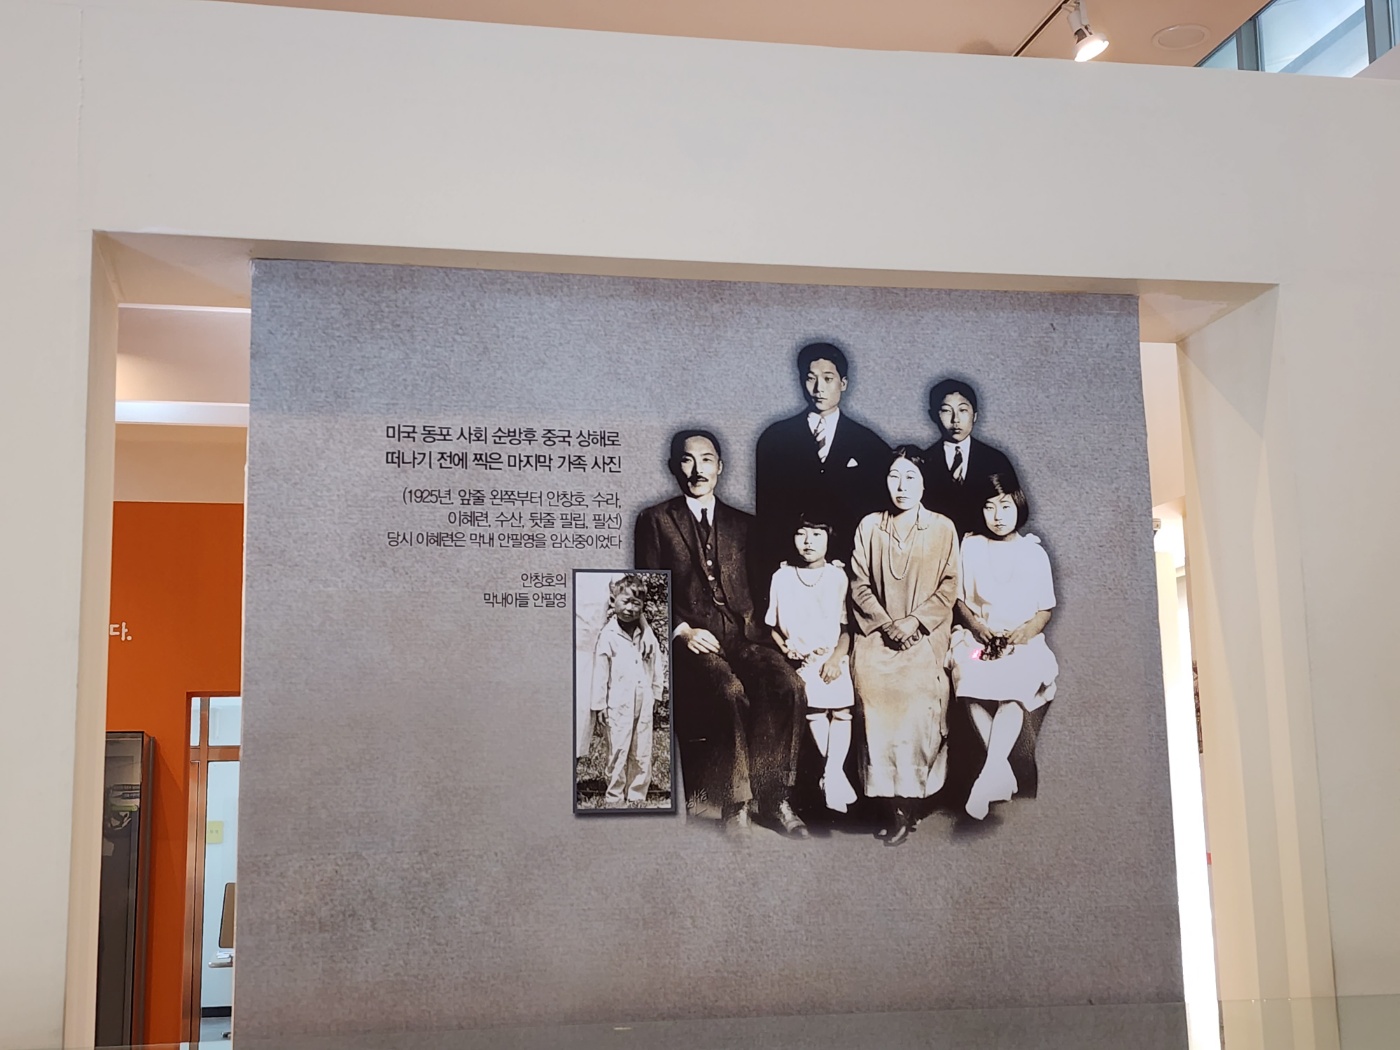 미국 동포 사회 순방후 중국 상해로
떠나기 전에 찍은 마지막 가족 사진
(1925년, 앞줄 왼쪽부터 안창호, 수라,
이혜련, 수산, 뒷줄 필립, 필선)
당시 이혜련은 막내 안필영을 임신중이었다
안창호의
막내아들 안필영
다.